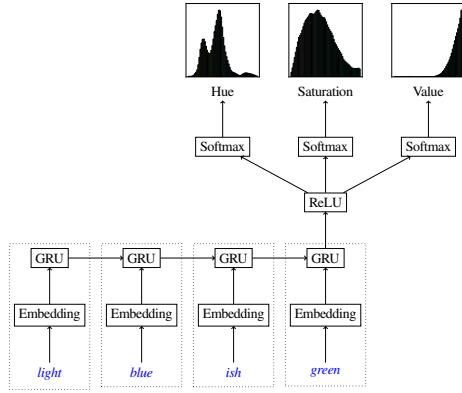 Hue Saturation Value
Softmax Softmax Softmax
ReLU
GRU GRU GRU GRU
Embedding Embedding Embedding Embedding
light blue ish green